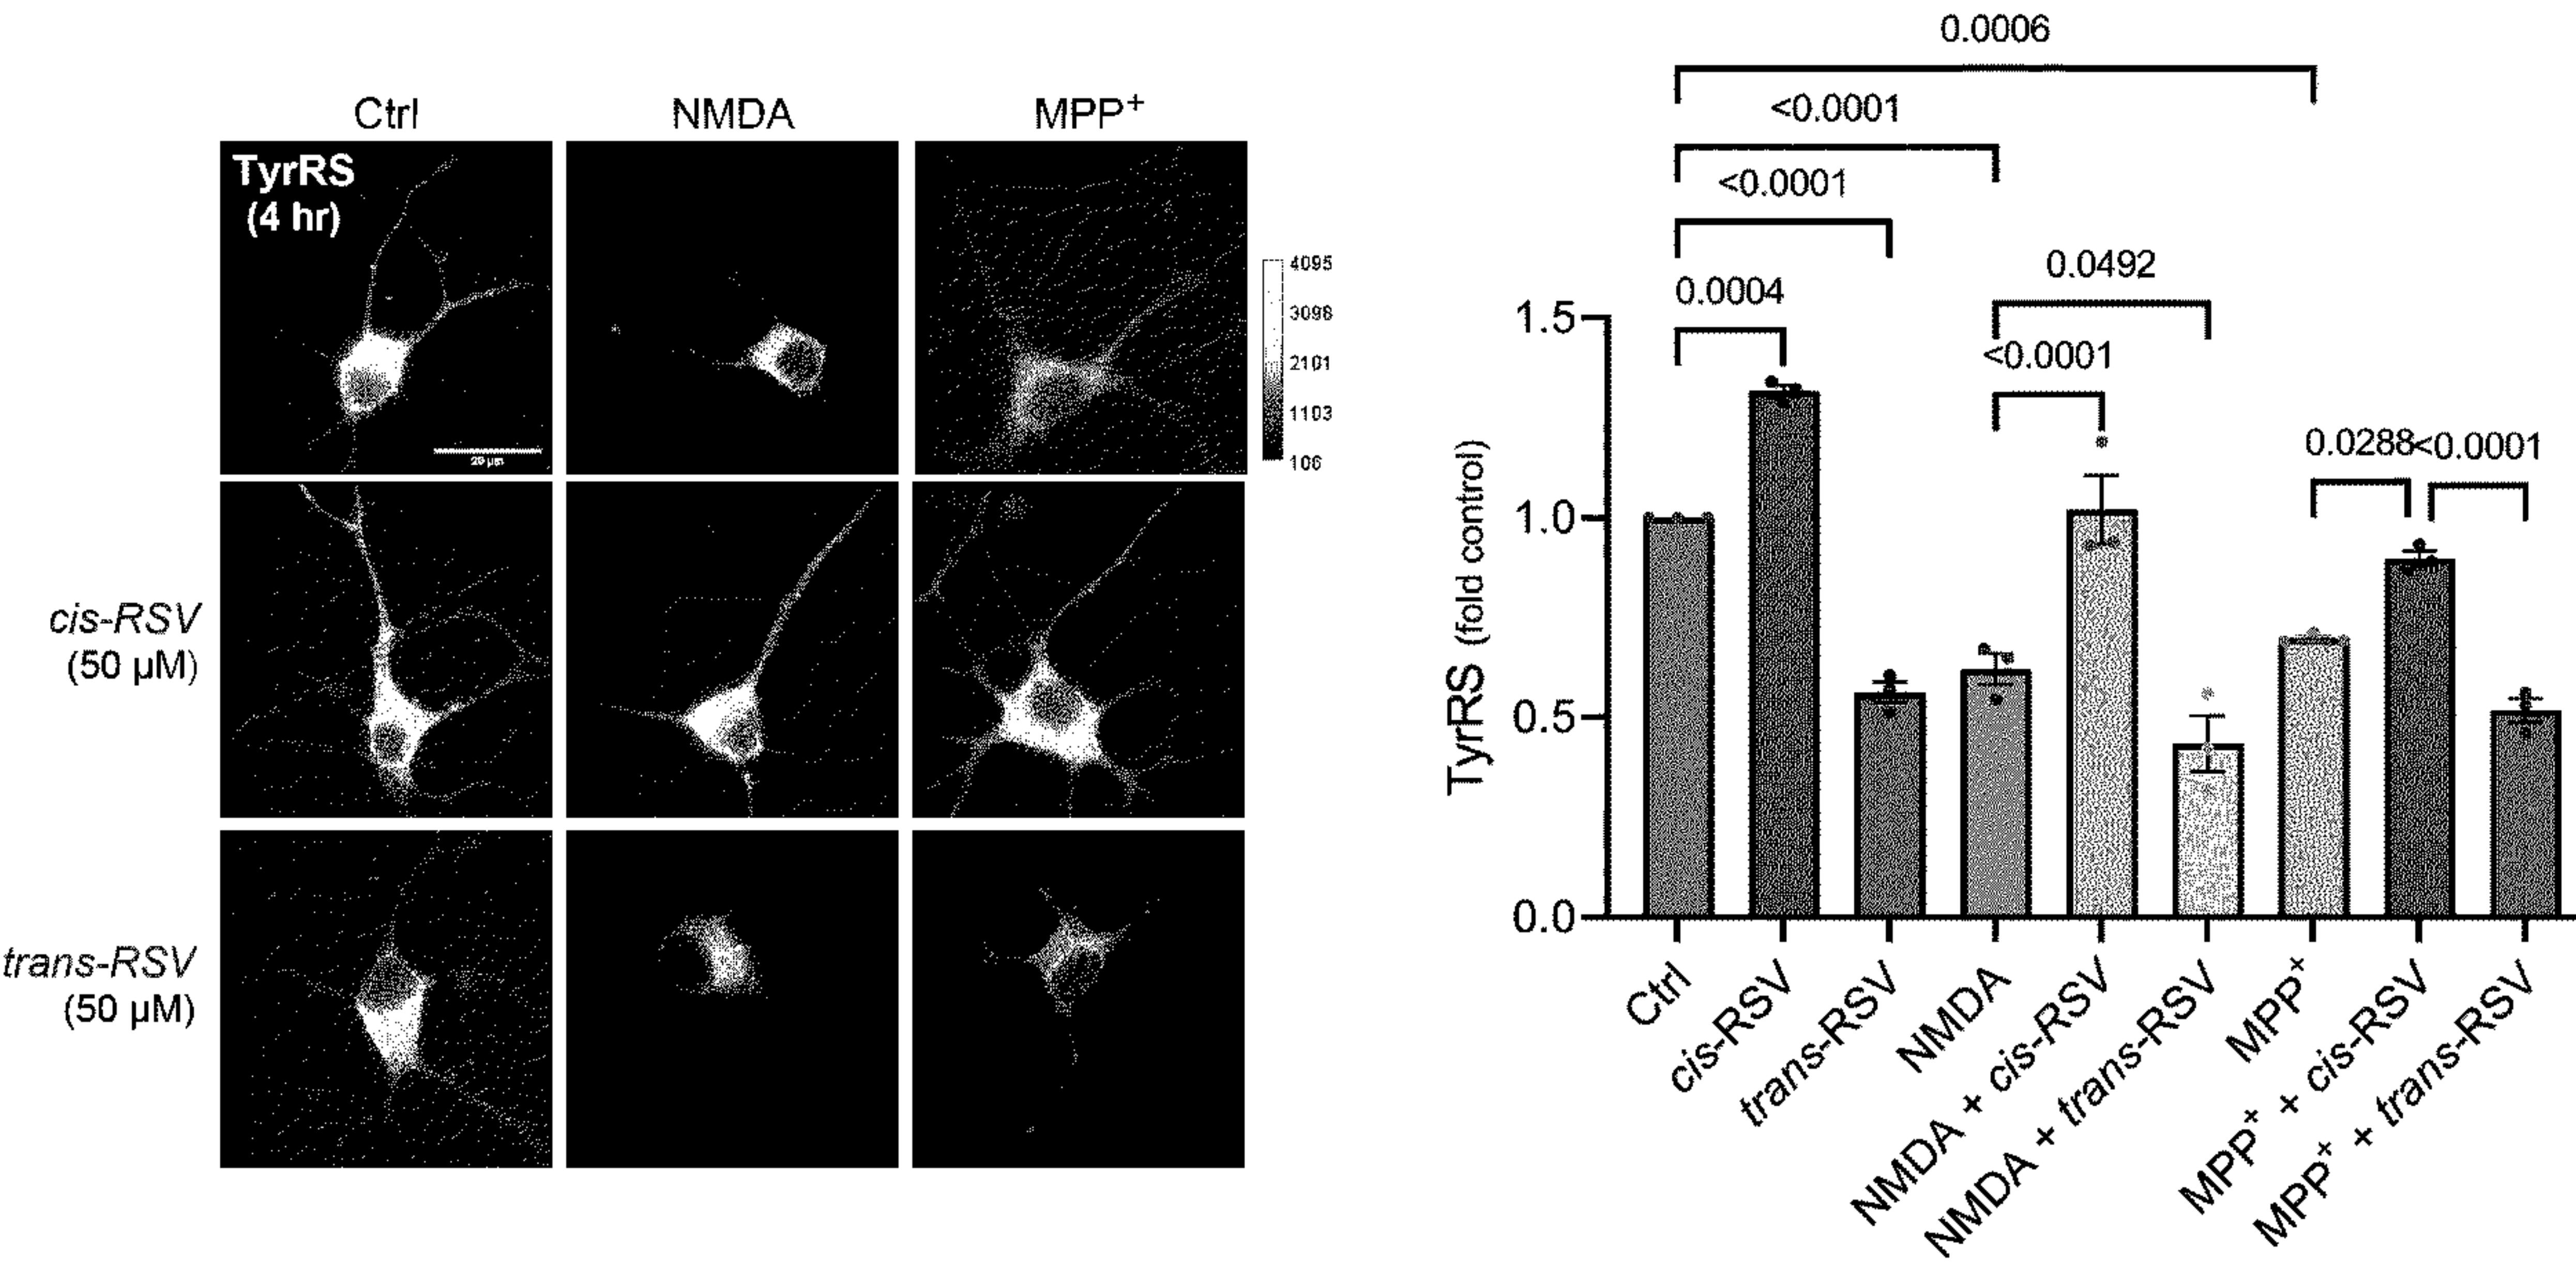 Ctrl
NMDA
MPP⁺
TyrRS
(4 hr)
20 µm
4095
3098
2101
1103
106
cis-RSV
(50 µM)
trans-RSV
(50 µM)
0.0006
<0.0001
<0.0001
0.0004
0.0492
<0.0001
0.0288
<0.0001
TyrRS (fold control)
1.5
1.0
0.5
0.0
Ctrl
cis-RSV
trans-RSV
NMDA
NMDA + cis-RSV
NMDA + trans-RSV
MPP⁺
MPP⁺ + cis-RSV
MPP⁺ + trans-RSV